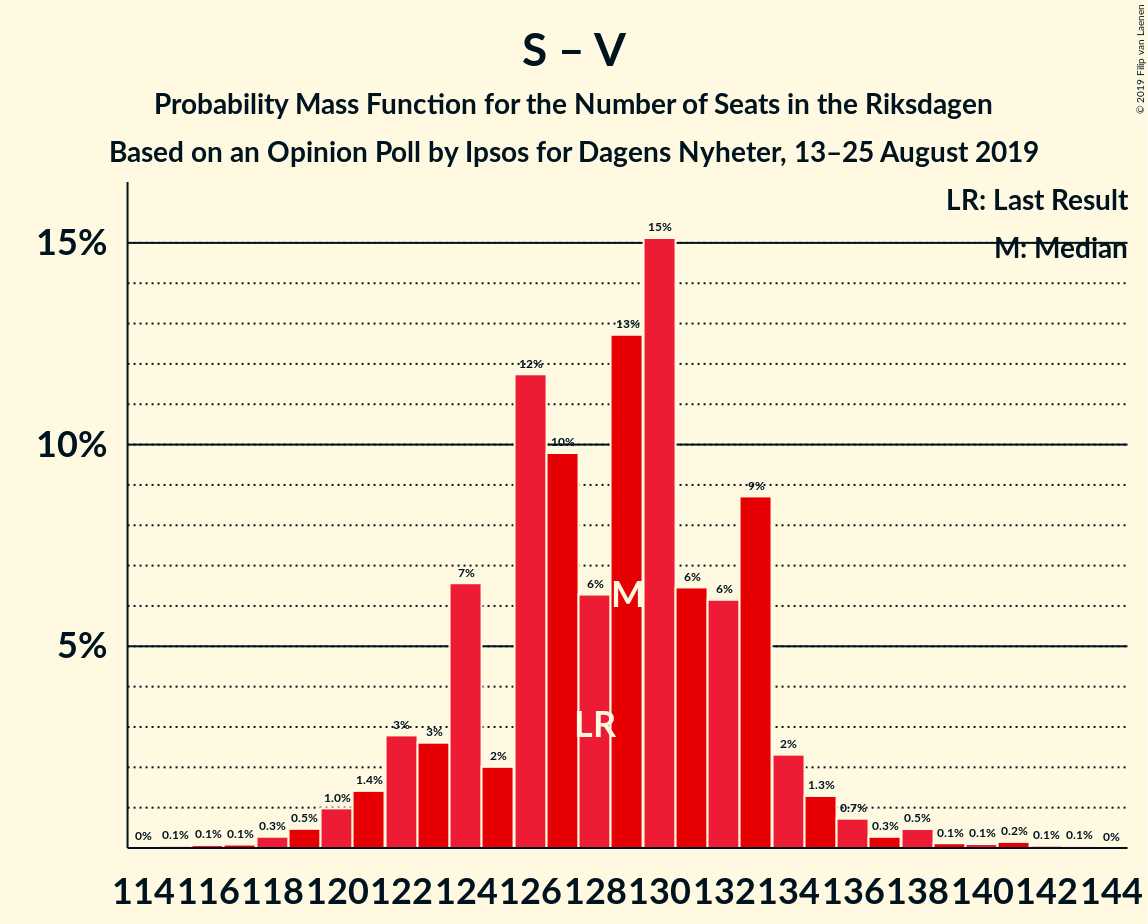 S – V
Probability Mass Function for the Number of Seats in the Riksdagen
Based on an Opinion Poll by Ipsos for Dagens Nyheter, 13–25 August 2019
© 2019 Filip van Laenen
LR: Last Result
M: Median
15%
10%
5%
0% 0.1% 0.1% 0.1% 0.3% 0.5% 1.0% 1.4% 3% 3% 7% 2% 12% 10% 6% 13% 15% 6% 6% 9% 2% 1.3% 0.7% 0.3% 0.5% 0.1% 0.1% 0.2% 0.1% 0.1% 0%
M
LR
114 116 118 120 122 124 126 128 130 132 134 136 138 140 142 144